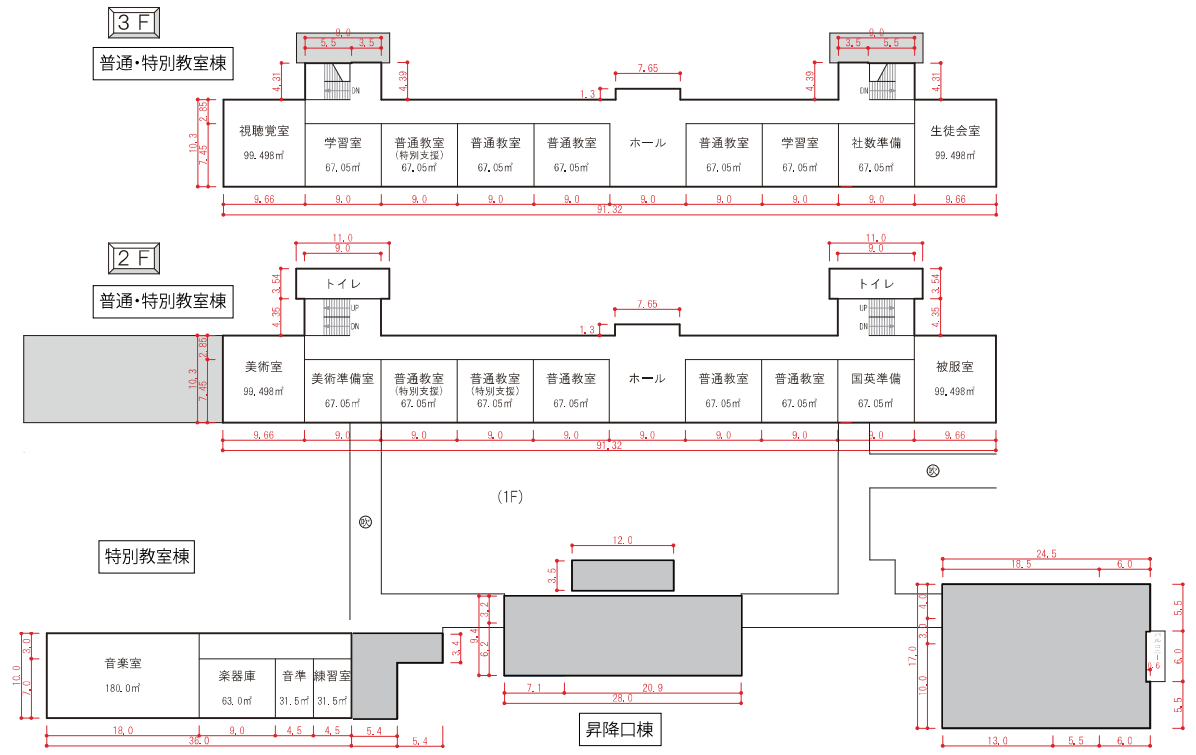 3F
普通・特別教室棟
9.0
5.5
3.5
4.31
4.39
DN
7.65
1.3
9.0
3.5
5.5
4.39
4.31
DN
10.3
2.85
7.45
視聴覚室
99.498㎡
学習室
67.05㎡
普通教室
(特別支援)
67.05㎡
普通教室
67.05㎡
普通教室
67.05㎡
ホール
普通教室
67.05㎡
学習室
67.05㎡
社数準備
67.05㎡
生徒会室
99.498㎡
9.66
9.0
9.0
9.0
9.0
9.0
9.0
9.0
9.0
9.66
91.32
2F
普通・特別教室棟
11.0
9.0
トイレ
3.54
4.35
UP
DN
7.65
1.3
11.0
9.0
トイレ
3.54
4.35
UP
DN
10.3
2.85
7.45
美術室
99.498㎡
美術準備室
67.05㎡
普通教室
(特別支援)
67.05㎡
普通教室
(特別支援)
67.05㎡
普通教室
67.05㎡
ホール
普通教室
67.05㎡
普通教室
67.05㎡
国英準備
67.05㎡
被服室
99.498㎡
9.66
9.0
9.0
9.0
9.0
9.0
9.0
9.0
9.0
9.66
91.32
(1F)
吹
吹
特別教室棟
10.0
3.0
7.0
音楽室
180.0㎡
楽器庫
63.0㎡
音準
31.5㎡
練習室
31.5㎡
3.4
18.0
9.0
4.5
4.5
5.4
36.0
5.4
12.0
3.5
9.4
3.2
6.2
7.1
20.9
28.0
昇降口棟
24.5
18.5
6.0
17.0
4.0
3.0
10.0
5.5
6.0
5.5
13.0
5.5
6.0